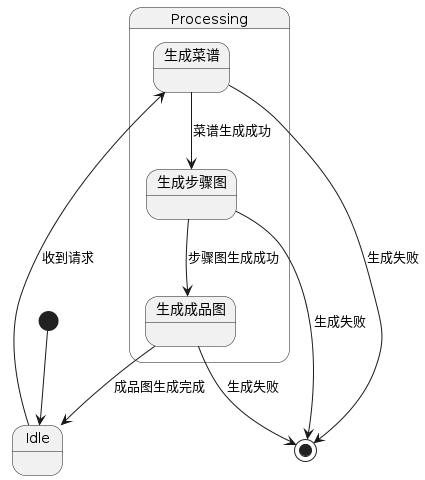 Processing
生成菜谱
菜谱生成成功
生成步骤图
收到请求
步骤图生成成功
生成失败
生成成品图
生成失败
成品图生成完成
生成失败
Idle